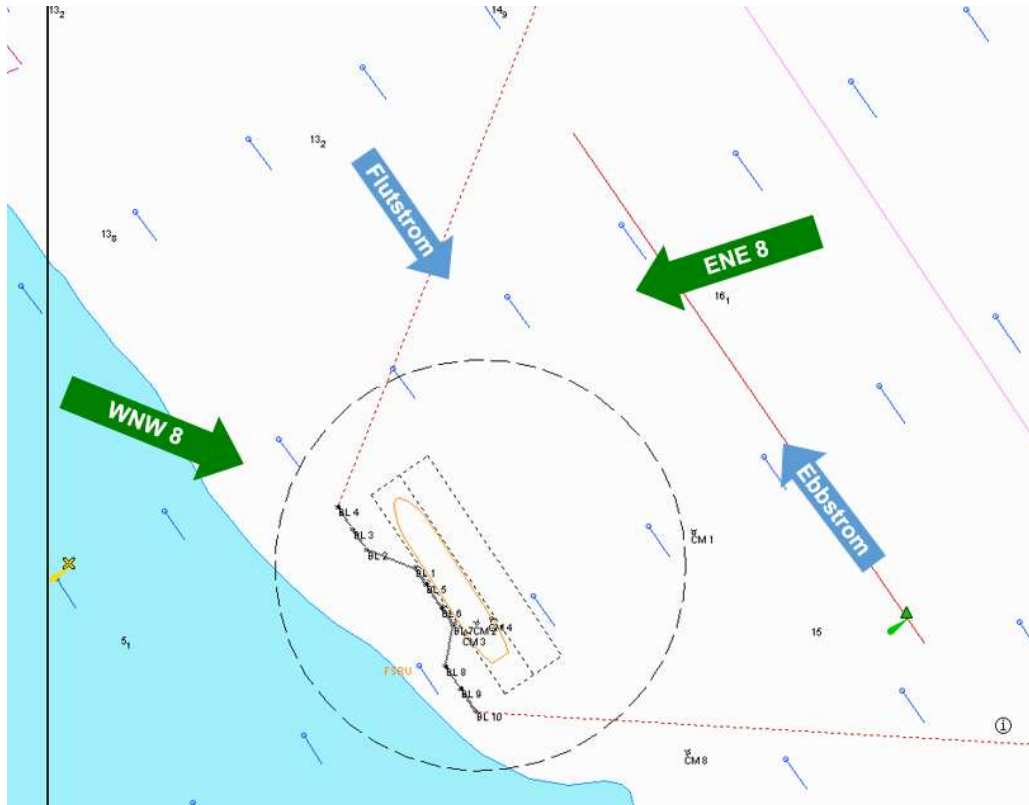 13₂
14₉
13₂
Flutstrom
13₈
ENE 8
16₁
WNW 8
BL 4
BL 3
BL 2
BL 1
BL 5
BL 6
BL 7
CM 2
CM 4
CM 3
CM 1
Ebbstrom
15
5₁
FSRU
BL 8
BL 9
BL 10
i
CM 8